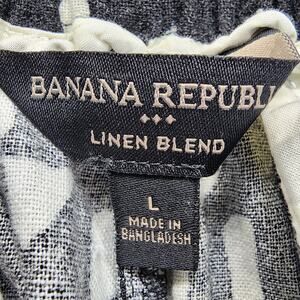 BANANA REPUBLI
LINEN BLEND
L
MADE IN
BANGLADESH